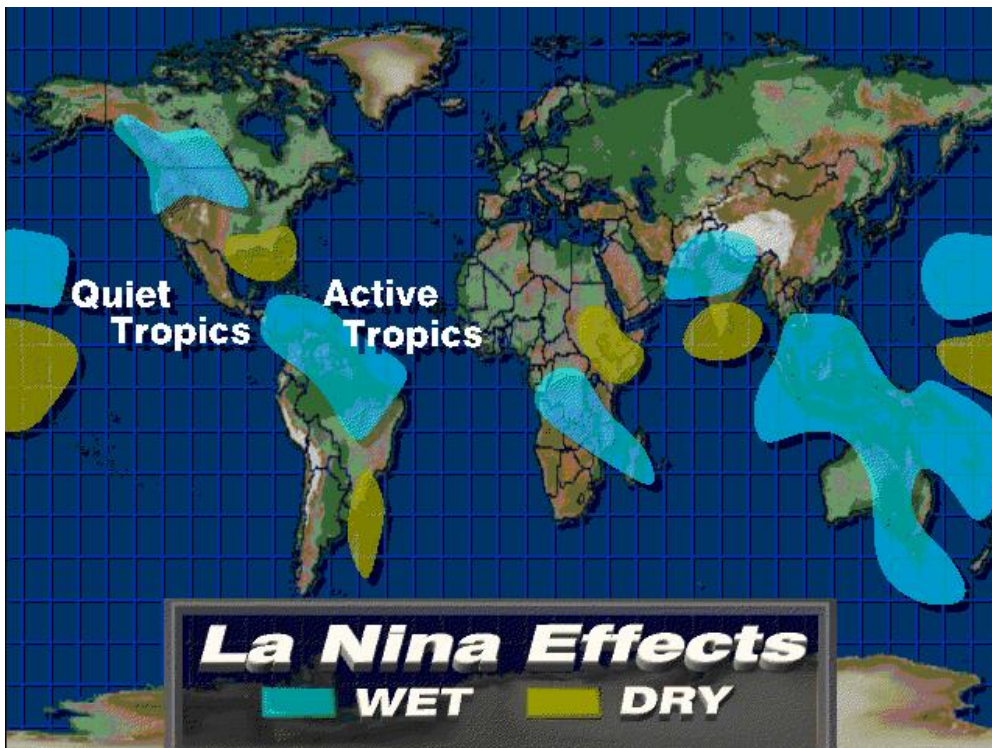 Quiet
Tropics
Active
Tropics
La Nina Effects
WET
DRY